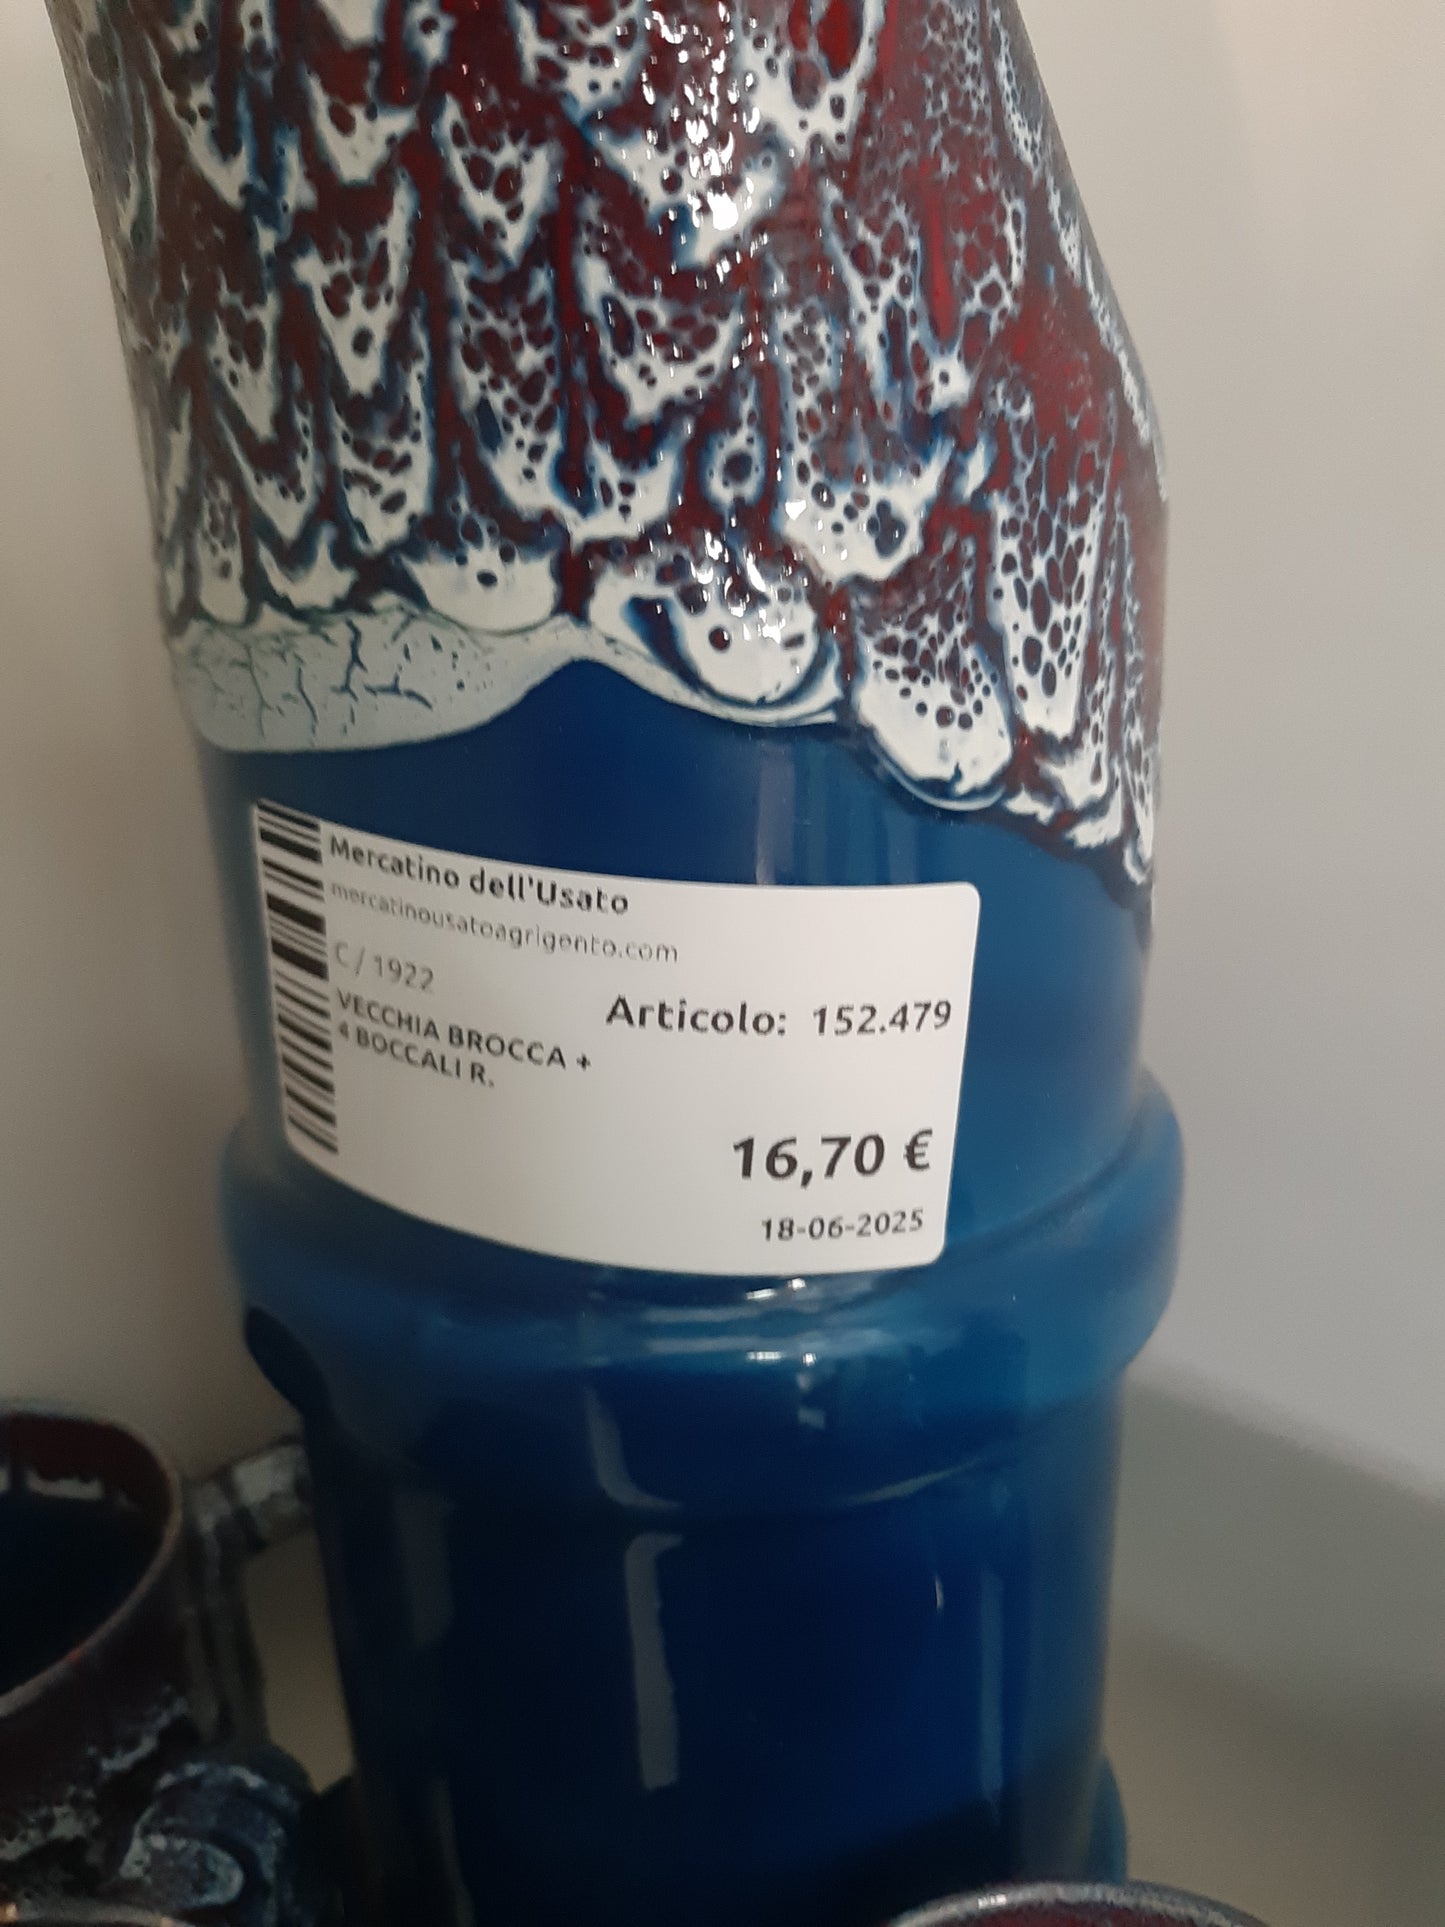 Mercatino dell'Usato
mercatinousatoagrigento.com
C / 1922
Articolo: 152.479
VECCHIA BROCCA +
4 BOCCALI R.
16,70 €
18-06-2025